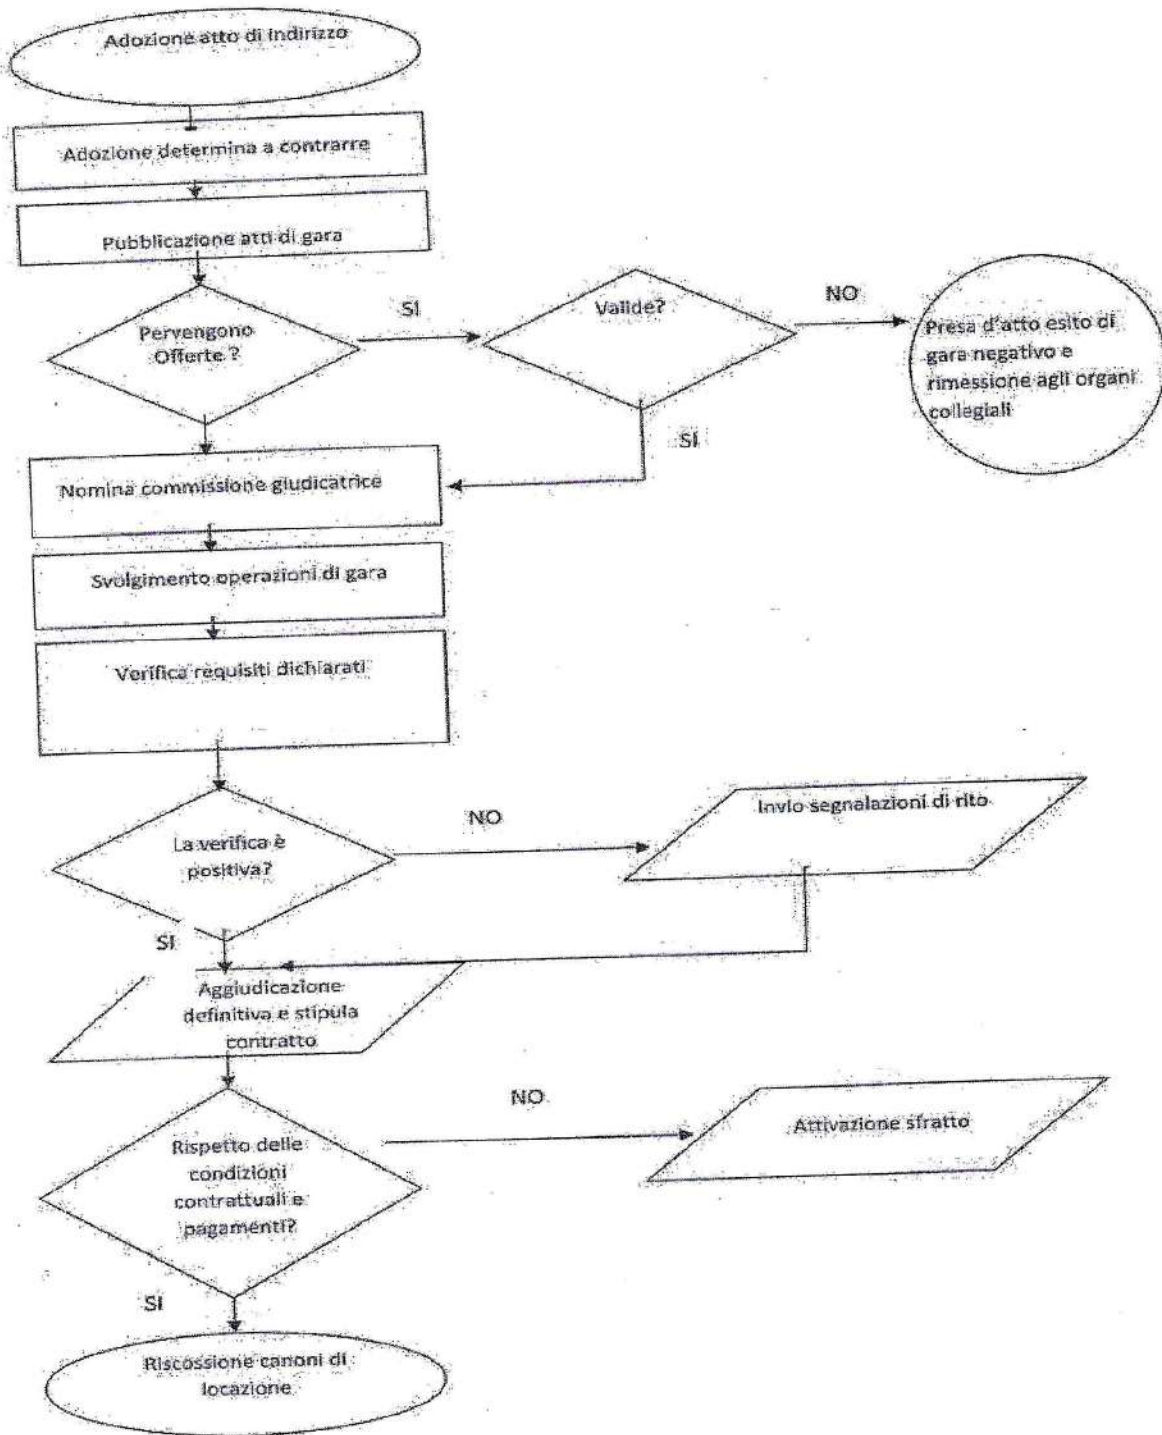 Adozione atto di indirizzo
Adozione determina a contrarre
Pubblicazione atti di gara
Pervengono
Offerte ?
SI
Valide?
NO
Presa d'atto esito di
gara negativo e
rimessione agli organi
collegiali
SI
Nomina commissione giudicatrice
Svolgimento operazioni di gara
Verifica requisiti dichiarati
La verifica è
positiva?
NO
Invio segnalazioni di rito
SI
Aggiudicazione
definitiva e stipula
contratto
Rispetto delle
condizioni
contrattuali e
pagamenti?
NO
Attivazione sfratto
SI
Riscossione canoni di
locazione